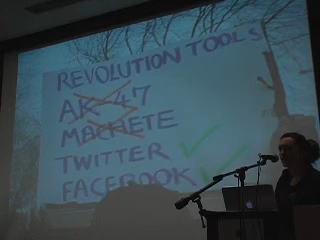 REVOLUTION TOOLS
AK-47
MACHETE
TWITTER
FACEBOOK